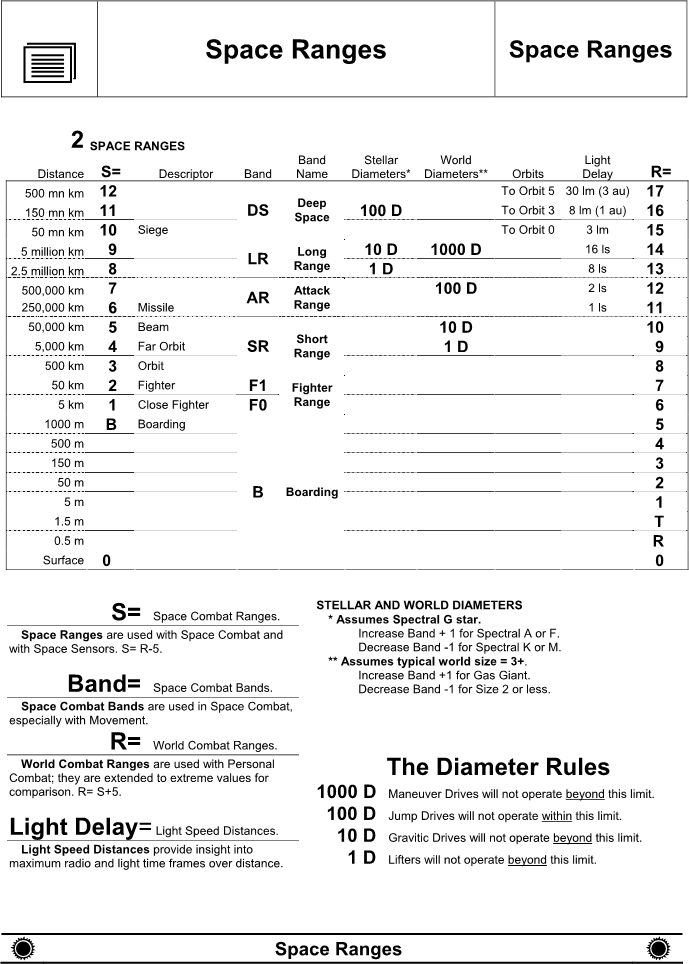 Space Ranges
Space Ranges
2 SPACE RANGES
Distance S= Descriptor Band Band Name Stellar Diameters* World Diameters** Orbits Light Delay R=
500 mn km 12 To Orbit 5 30 lm (3 au) 17
150 mn km 11 DS Deep Space 100 D To Orbit 3 8 lm (1 au) 16
50 mn km 10 Siege To Orbit 0 3 lm 15
5 million km 9 LR Long Range 10 D 1000 D 16 ls 14
2.5 million km 8 1 D 8 ls 13
500,000 km 7 AR Attack Range 100 D 2 ls 12
250,000 km 6 Missile 1 ls 11
50,000 km 5 Beam 10 D 10
5,000 km 4 Far Orbit SR Short Range 1 D 9
500 km 3 Orbit 8
50 km 2 Fighter F1 Fighter Range 7
5 km 1 Close Fighter F0 6
1000 m B Boarding 5
500 m 4
150 m 3
50 m B Boarding 2
5 m 1
1.5 m T
0.5 m R
Surface 0 0
S= Space Combat Ranges.
Space Ranges are used with Space Combat and
with Space Sensors. S= R-5.
Band= Space Combat Bands.
Space Combat Bands are used in Space Combat,
especially with Movement.
R= World Combat Ranges.
World Combat Ranges are used with Personal
Combat; they are extended to extreme values for
comparison. R= S+5.
Light Delay= Light Speed Distances.
Light Speed Distances provide insight into
maximum radio and light time frames over distance.
STELLAR AND WORLD DIAMETERS
* Assumes Spectral G star.
Increase Band + 1 for Spectral A or F.
Decrease Band -1 for Spectral K or M.
** Assumes typical world size = 3+.
Increase Band +1 for Gas Giant.
Decrease Band -1 for Size 2 or less.
The Diameter Rules
1000 D Maneuver Drives will not operate beyond this limit.
100 D Jump Drives will not operate within this limit.
10 D Gravitic Drives will not operate beyond this limit.
1 D Lifters will not operate beyond this limit.
Space Ranges